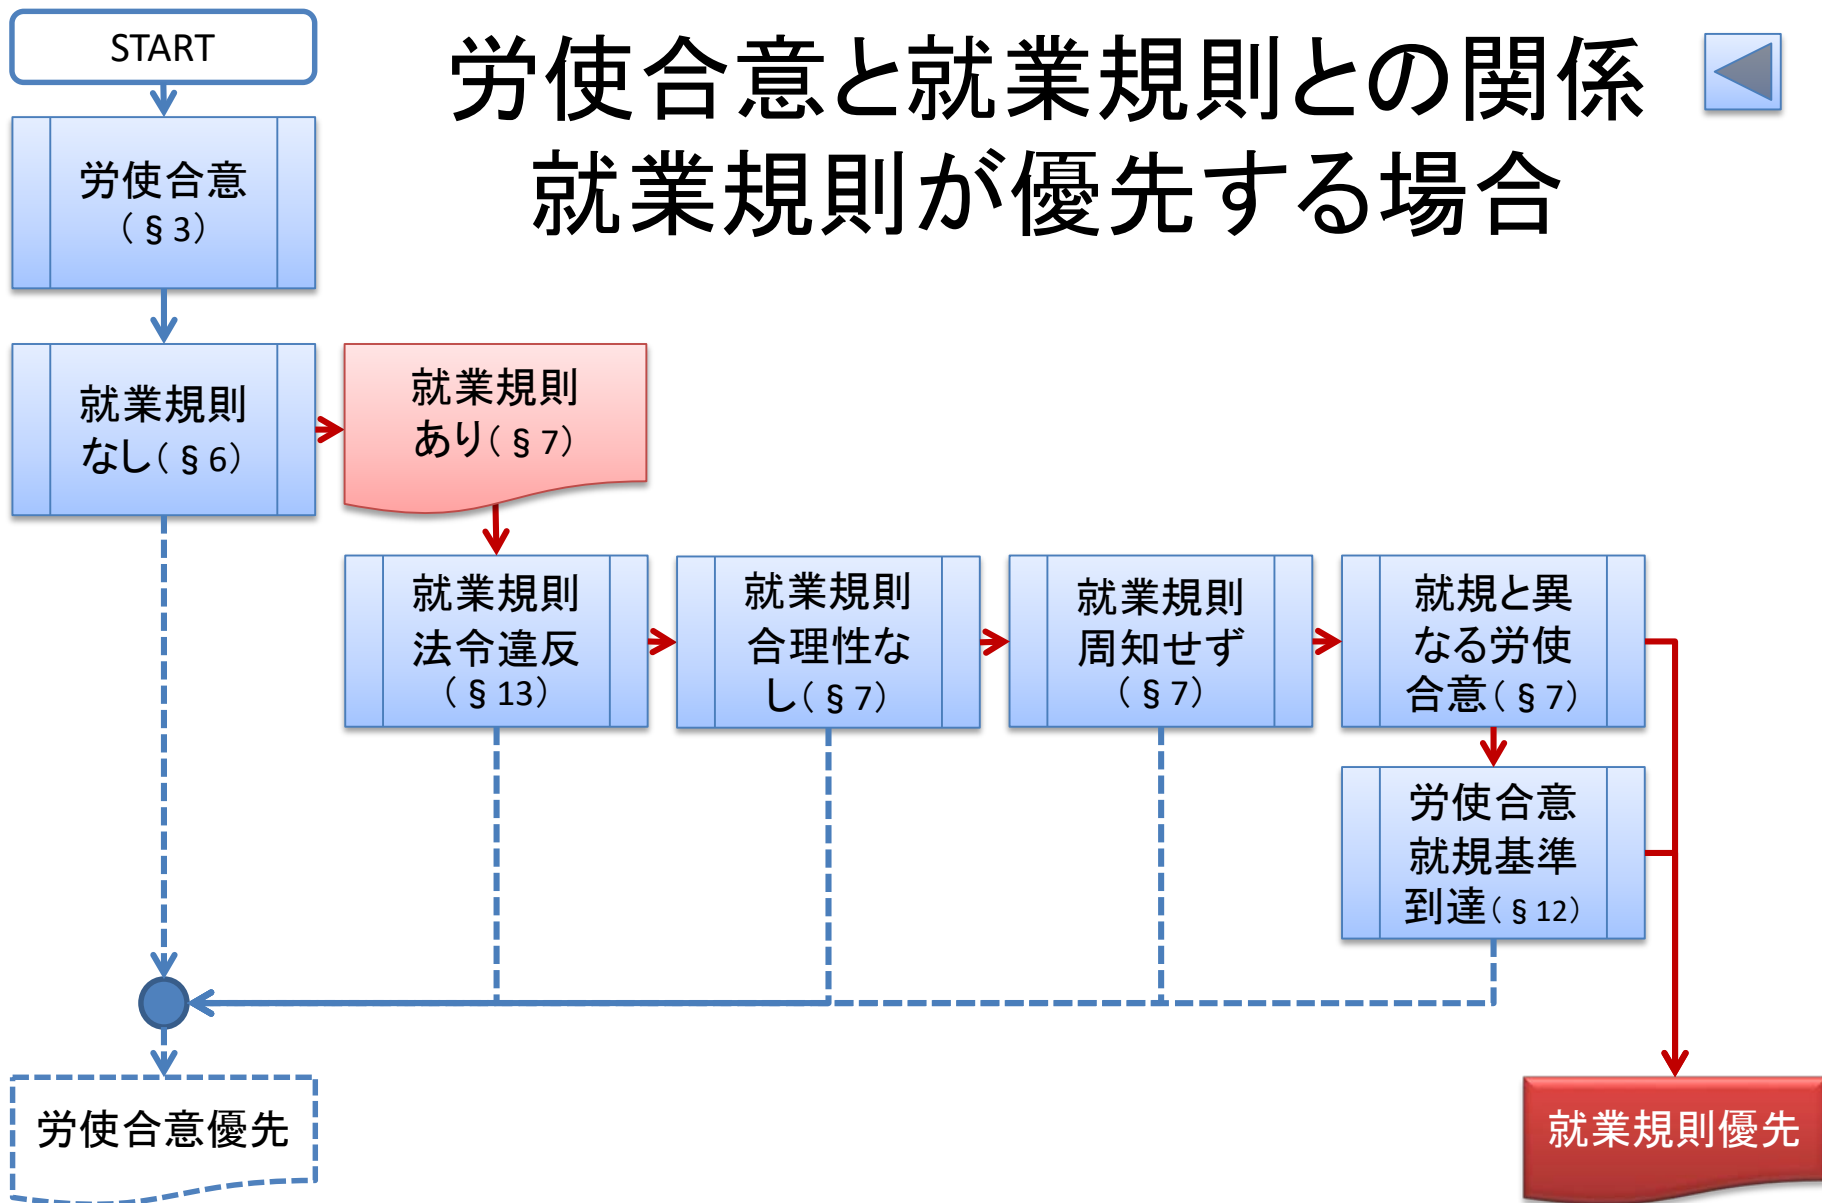 START
労使合意と就業規則との関係
就業規則が優先する場合
労使合意
（§3）
就業規則
なし（§6）
就業規則
あり（§7）
就業規則
法令違反
（§13）
就業規則
合理性な
し（§7）
就業規則
周知せず
（§7）
就規と異
なる労使
合意（§7）
労使合意
就規基準
到達（§12）
労使合意優先
就業規則優先